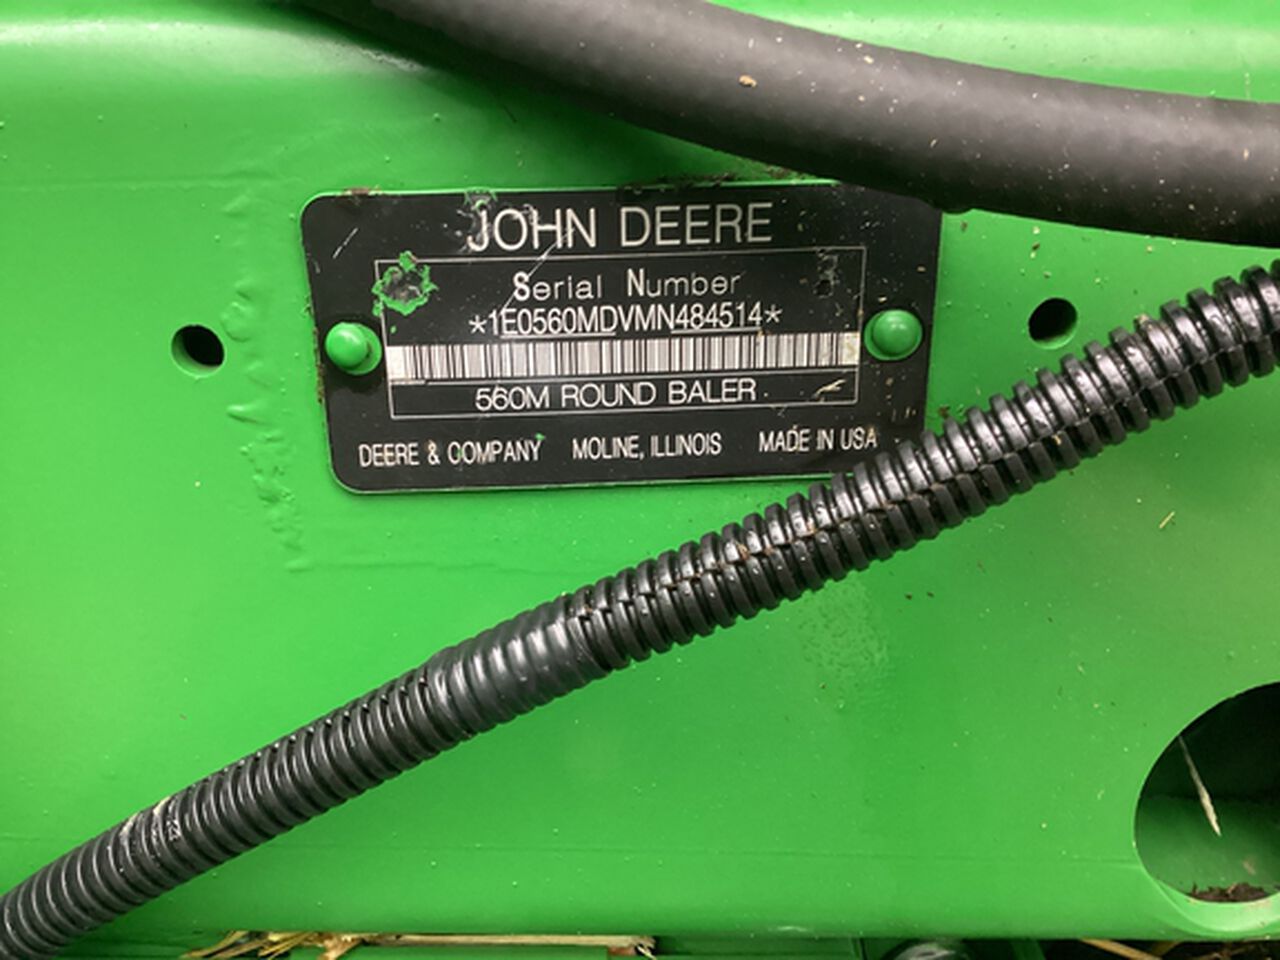 JOHN DEERE
Serial Number
*1E0560MDVMN484514*
560M ROUND BALER
DEERE & COMPANY MOLINE, ILLINOIS MADE IN USA